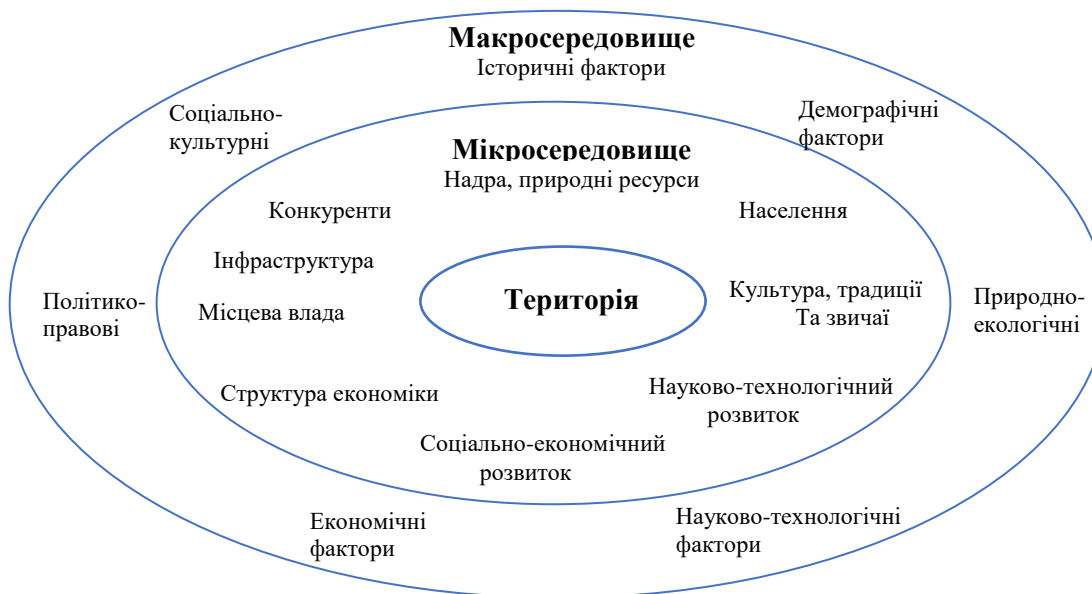 Макросередовище
Історичні фактори
Соціально-
культурні
Демографічні
фактори
Мікросередовище
Надра, природні ресурси
Конкуренти
Населення
Інфраструктура
Місцева влада
Територія
Культура, традиції
Та звичаї
Політико-
правові
Природно-
екологічні
Структура економіки
Науково-технологічний
розвиток
Соціально-економічний
розвиток
Економічні
фактори
Науково-технологічні
фактори